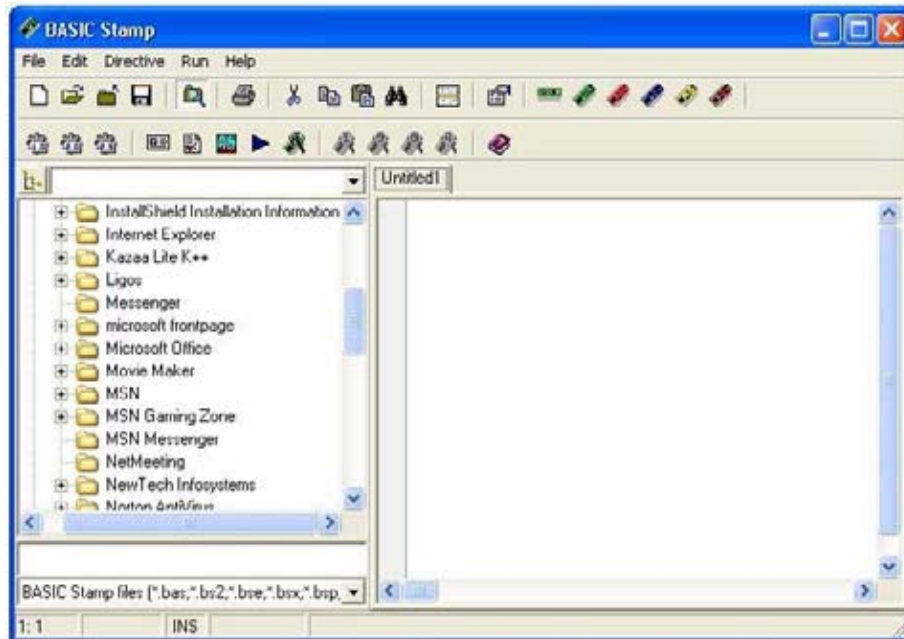 BASIC Stamp
File Edit Directive Run Help
Untitled1
InstallShield Installation Information
Internet Explorer
Kazaa Lite K++
Ligos
Messenger
microsoft frontpage
Microsoft Office
Movie Maker
MSN
MSN Gaming Zone
MSN Messenger
NetMeeting
NewTech Infosystems
Norton AntiVirus
BASIC Stamp files (*.bas,*.bs2,*.bse,*.bsx,*.bsp,
1: 1 INS